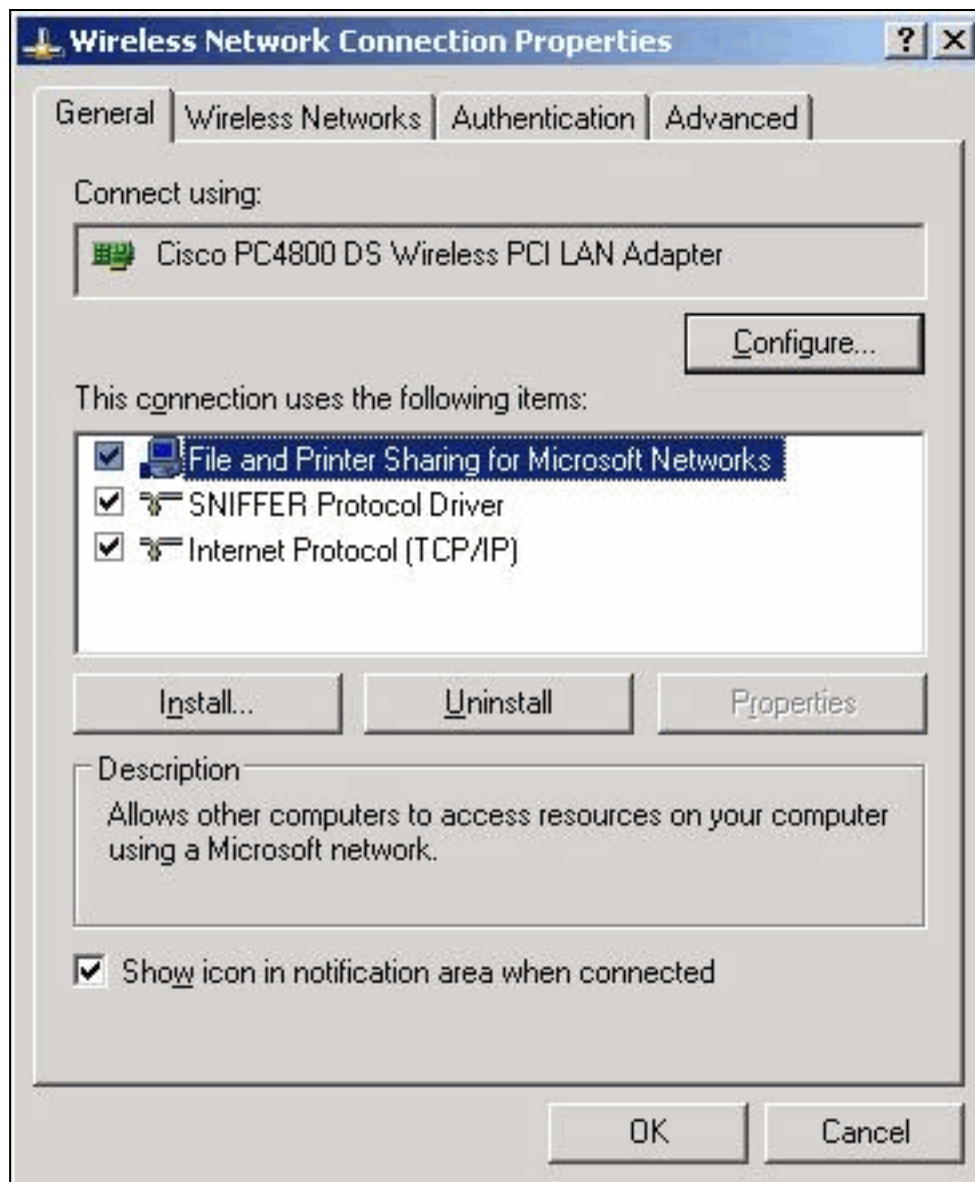 Wireless Network Connection Properties
General
Wireless Networks
Authentication
Advanced
Connect using:
Cisco PC4800 DS Wireless PCI LAN Adapter
Configure...
This connection uses the following items:
File and Printer Sharing for Microsoft Networks
SNIFFER Protocol Driver
Internet Protocol (TCP/IP)
Install...
Uninstall
Properties
Description
Allows other computers to access resources on your computer
using a Microsoft network.
Show icon in notification area when connected
OK
Cancel